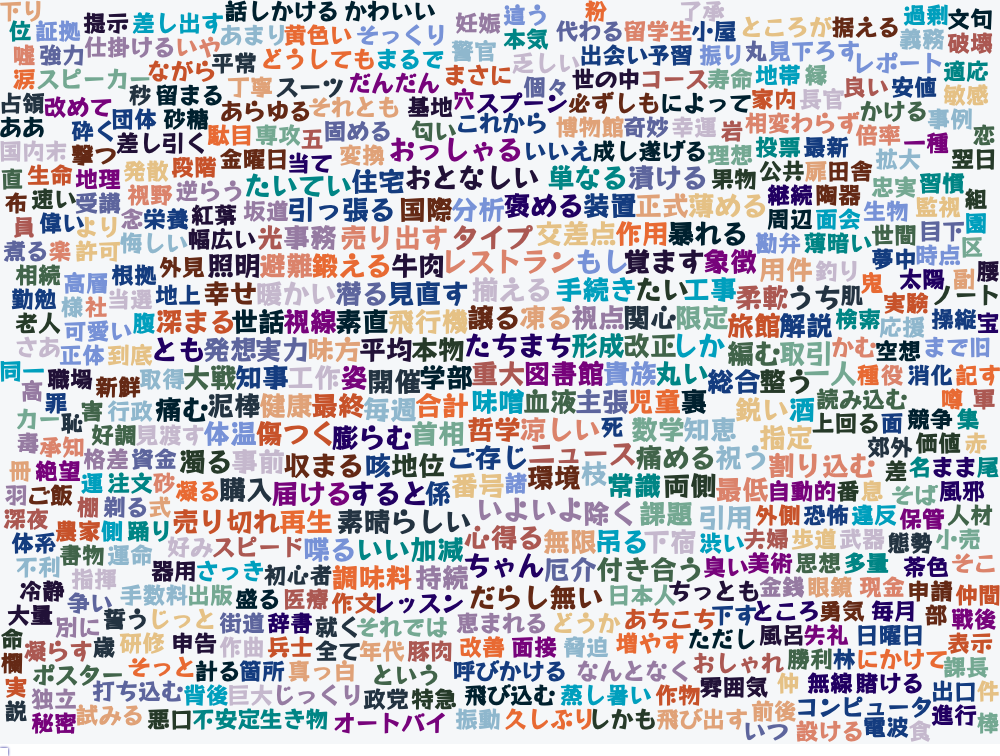 下り 話しかける かわいい 妊娠 違う 粉 了承 過剰 文句
位 証拠 提示 差し出す あまり 黄色い そっくり 本気 代わる 留学生 小屋 ところが 据える 義務 破壊
嘘 強力 仕掛ける いや 平常 どうしても まるで 警官 乏しい 出会い 予習 振り 丸 見下ろす レポート 適応
涙 スピーカー ながら 丁寧 スーツ だんだん まさに 個々 世の中 コース 寿命 地帯 縁 良い 安値 敏感
占領 改めて 秒 留まる あらゆる それとも 基地 穴 スプーン 必ずしも によって 家内 長官 かける 事例
ああ 砕く 団体 砂糖 駄目 専攻 五 固める 匂い これから 博物館 奇妙 幸運 岩 相変わらず 倍率 一種 恋
国内 末 撃つ 差し引く 金曜日 当て 変換 おっしゃる いいえ 成し遂げる 理想 投票 最新 拡大 翌日
直 生命 地理 発散 段階 たいてい 住宅 おとなしい 単なる 漬ける 果物 公共 扉 田舎 忠実 習慣
布 速い 受講 視野 逆らう 引っ張る 国際 分析 褒める 装置 正式 薄める 継続 陶器 生物 監視 組
員 偉い より 念 栄養 紅葉 坂道 周辺 面会 世間 目下 園
煮る 楽 許可 悔しい 幅広い 光 事務 売り出す タイプ 交差点 作用 暴れる 勘弁 薄暗い 夢中 時点 区
相続 高層 根拠 外見 照明 避難 鍛える 牛肉 レストラン もし 覚ます 象徴 用件 釣り 鬼 太陽 副 腰
勤勉 様 社 当選 地上 幸せ 暖かい 潜る 見直す 揃える 手続き たい 工事 柔軟 うち 肌 実験 ノート
老人 可愛い 腹 深まる 世話 視線 素直 飛行機 譲る 凍る 視点 関心 限定 旅館 解説 検索 応援 操縦 宝
さあ 正体 到底 とも 発想 実力 味方 平均 本物 たちまち 形成 改正 しか 編む 取引 かむ 空想 まで 旧
同一 高 職場 新鮮 取得 大戦 知事 工作 姿 開催 学部 重大 図書館 貴族 丸い 総合 整う 一人 種 役 消化 記す
カー 罪 恥 害 行政 痛む 泥棒 健康 最終 毎週 合計 味噌 血液 主張 児童 裏 鋭い 酒 読み込む 噂 軍
毒 承知 好調 見渡す 体温 傷つく 膨らむ 首相 哲学 涼しい 死 数学 知恵 指定 上回る 面 競争 集
冊 絶望 格差 資金 濁る 事前 収まる 咳 地位 ご存じ ニュース 痛める 祝う 割り込む 郊外 価値 赤
羽 ご飯 運 注文 砂 凝る 購入 届ける すると 係 番号 諸 環境 枝 常識 両側 最低 自動的 番 息 差 名 まま 尾
深夜 棚 剃る 式 売り切れ 再生 素晴らしい いよいよ 除く 課題 引用 外側 恐怖 違反 そば 風邪
体系 農家 側 踊り 好み スピード 喋る いい 加減 心得る 無限 吊る 下宿 渋い 夫婦 歩道 武器 態勢 保管 人材 小売
不利 書物 運命 器用 さっき 初心者 調味料 持続 ちゃん 厄介 付き合う 臭い 美術 思想 多量 茶色 そこ
冷静 指揮 手数料 出版 盛る 医療 作文 レッスン だらし無い 日本人 ちっとも 金銭 眼鏡 現金 申請 仲間
大量 争い 別に 誓う じっと 街道 辞書 就く それでは 恵まれる どうか あちこち 下す ところ 勇気 毎月 部 戦後
命 凝らす 歳 研修 申告 作曲 兵士 全て 年代 豚肉 改善 面接 脅迫 増やす ただし 風呂 失礼 日曜日 表示
欄 ポスター そっと 計る 箇所 真っ白 という 呼びかける なんとなく おしゃれ 勝利 林 にかけて 課長
実 独立 打ち込む 背後 巨大 じっくり 政党 特急 飛び込む 蒸し暑い 作物 雰囲気 仲 無線 賭ける 出口 件
説 秘密 試みる 悪口 不安定 生き物 オートバイ 振動 久しぶり しかも 飛び出す いつ 前後 コンピュータ 設ける 電波 食 進行 棒